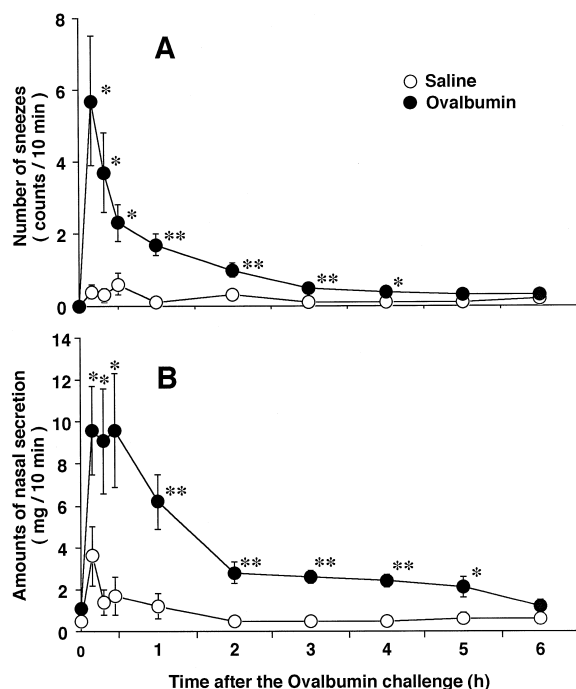 8
A
Saline
Ovalbumin
6
4
2
0
Number of sneezes
( counts / 10 min )
*
*
*
**
**
**
*
14
B
12
10
8
6
4
2
0
Amounts of nasal secretion
( mg / 10 min )
*
*
*
**
**
**
**
*
0 1 2 3 4 5 6
Time after the Ovalbumin challenge (h)